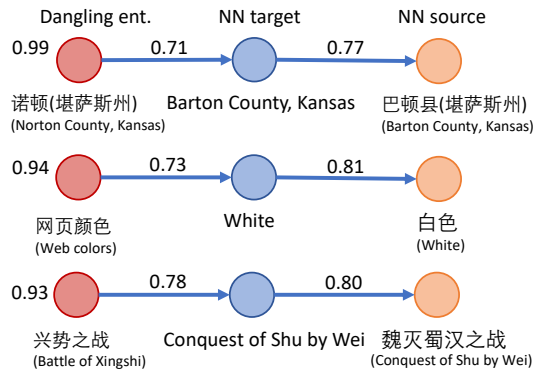 Dangling ent. NN target NN source
0.99 0.71 0.77
诺顿(堪萨斯州) Barton County, Kansas 巴顿县(堪萨斯州)
(Norton County, Kansas) (Barton County, Kansas)
0.94 0.73 0.81
网页颜色 White 白色
(Web colors) (White)
0.93 0.78 0.80
兴势之战 Conquest of Shu by Wei 魏灭蜀汉之战
(Battle of Xingshi) (Conquest of Shu by Wei)